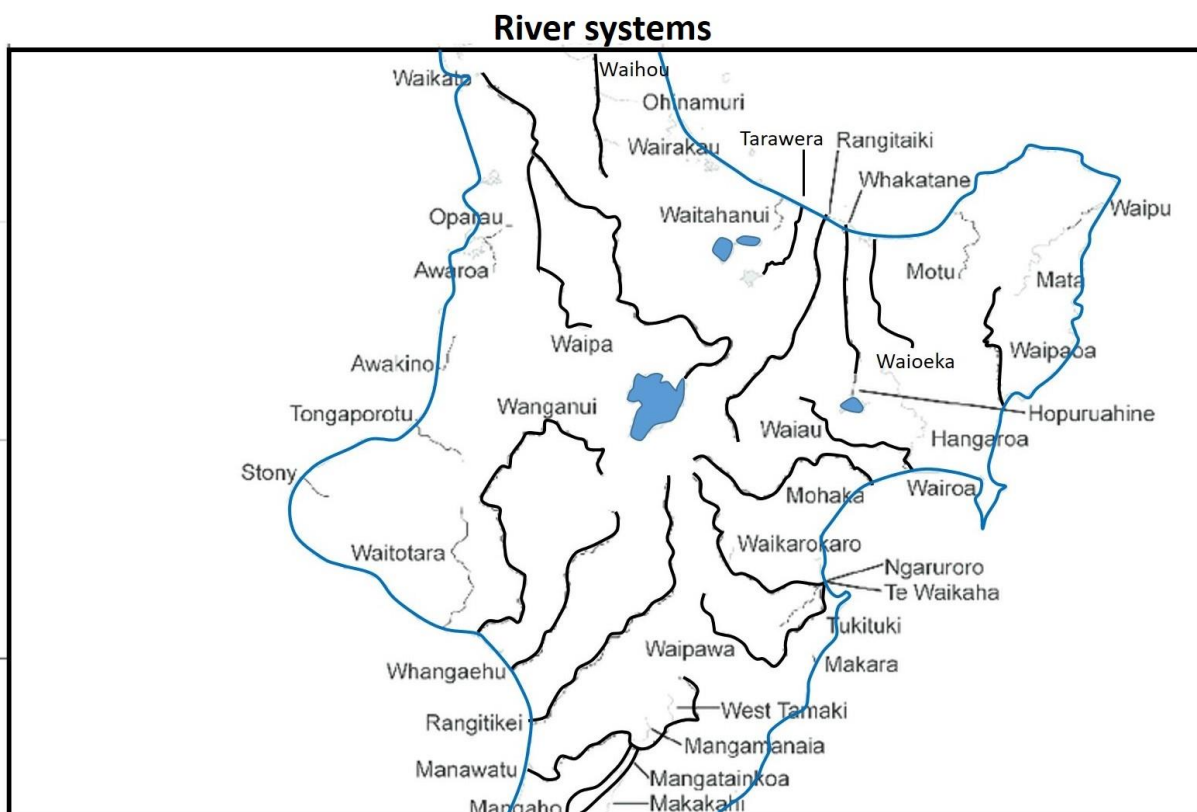 River systems
Waihou
Waikato
Ohinamuri
Tarawera
Rangitaiki
Wairakau
Whakatane
Waipu
Waitahanui
Oparau
Awaroa
Motu
Mata
Waipa
Waipaoa
Waioeka
Awakino
Wanganui
Tongaporotu
Hopuruahine
Waiau
Hangaroa
Stony
Mohaka
Wairoa
Waikarokaro
Waitotara
Ngaruroro
Te Waikaha
Tukituki
Waipawa
Makara
Whangaehu
West Tamaki
Rangitikei
Mangamanaia
Manawatu
Mangatainkoa
Mangaho
Makakahi